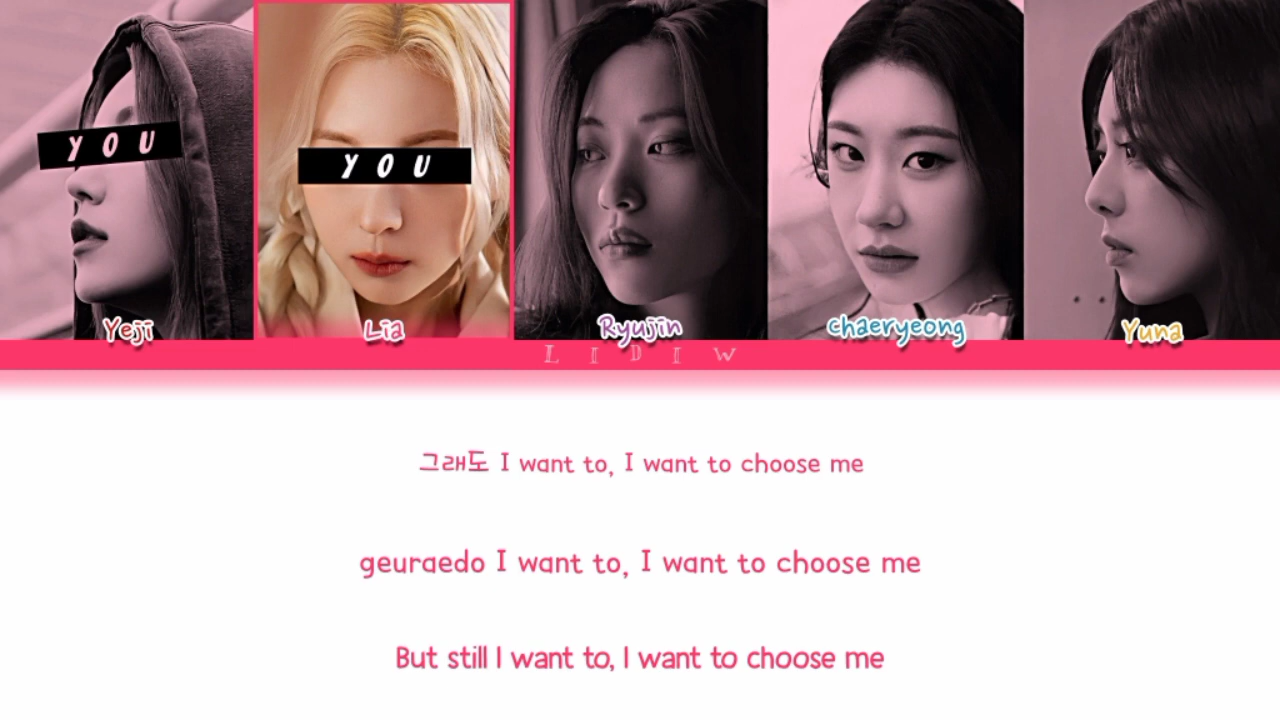 YOU
YOU
Yeji
Lia
Ryujin
chaeryeong
Yuna
LIDIW
그래도 I want to, I want to choose me
geuraedo I want to, I want to choose me
But still I want to, I want to choose me